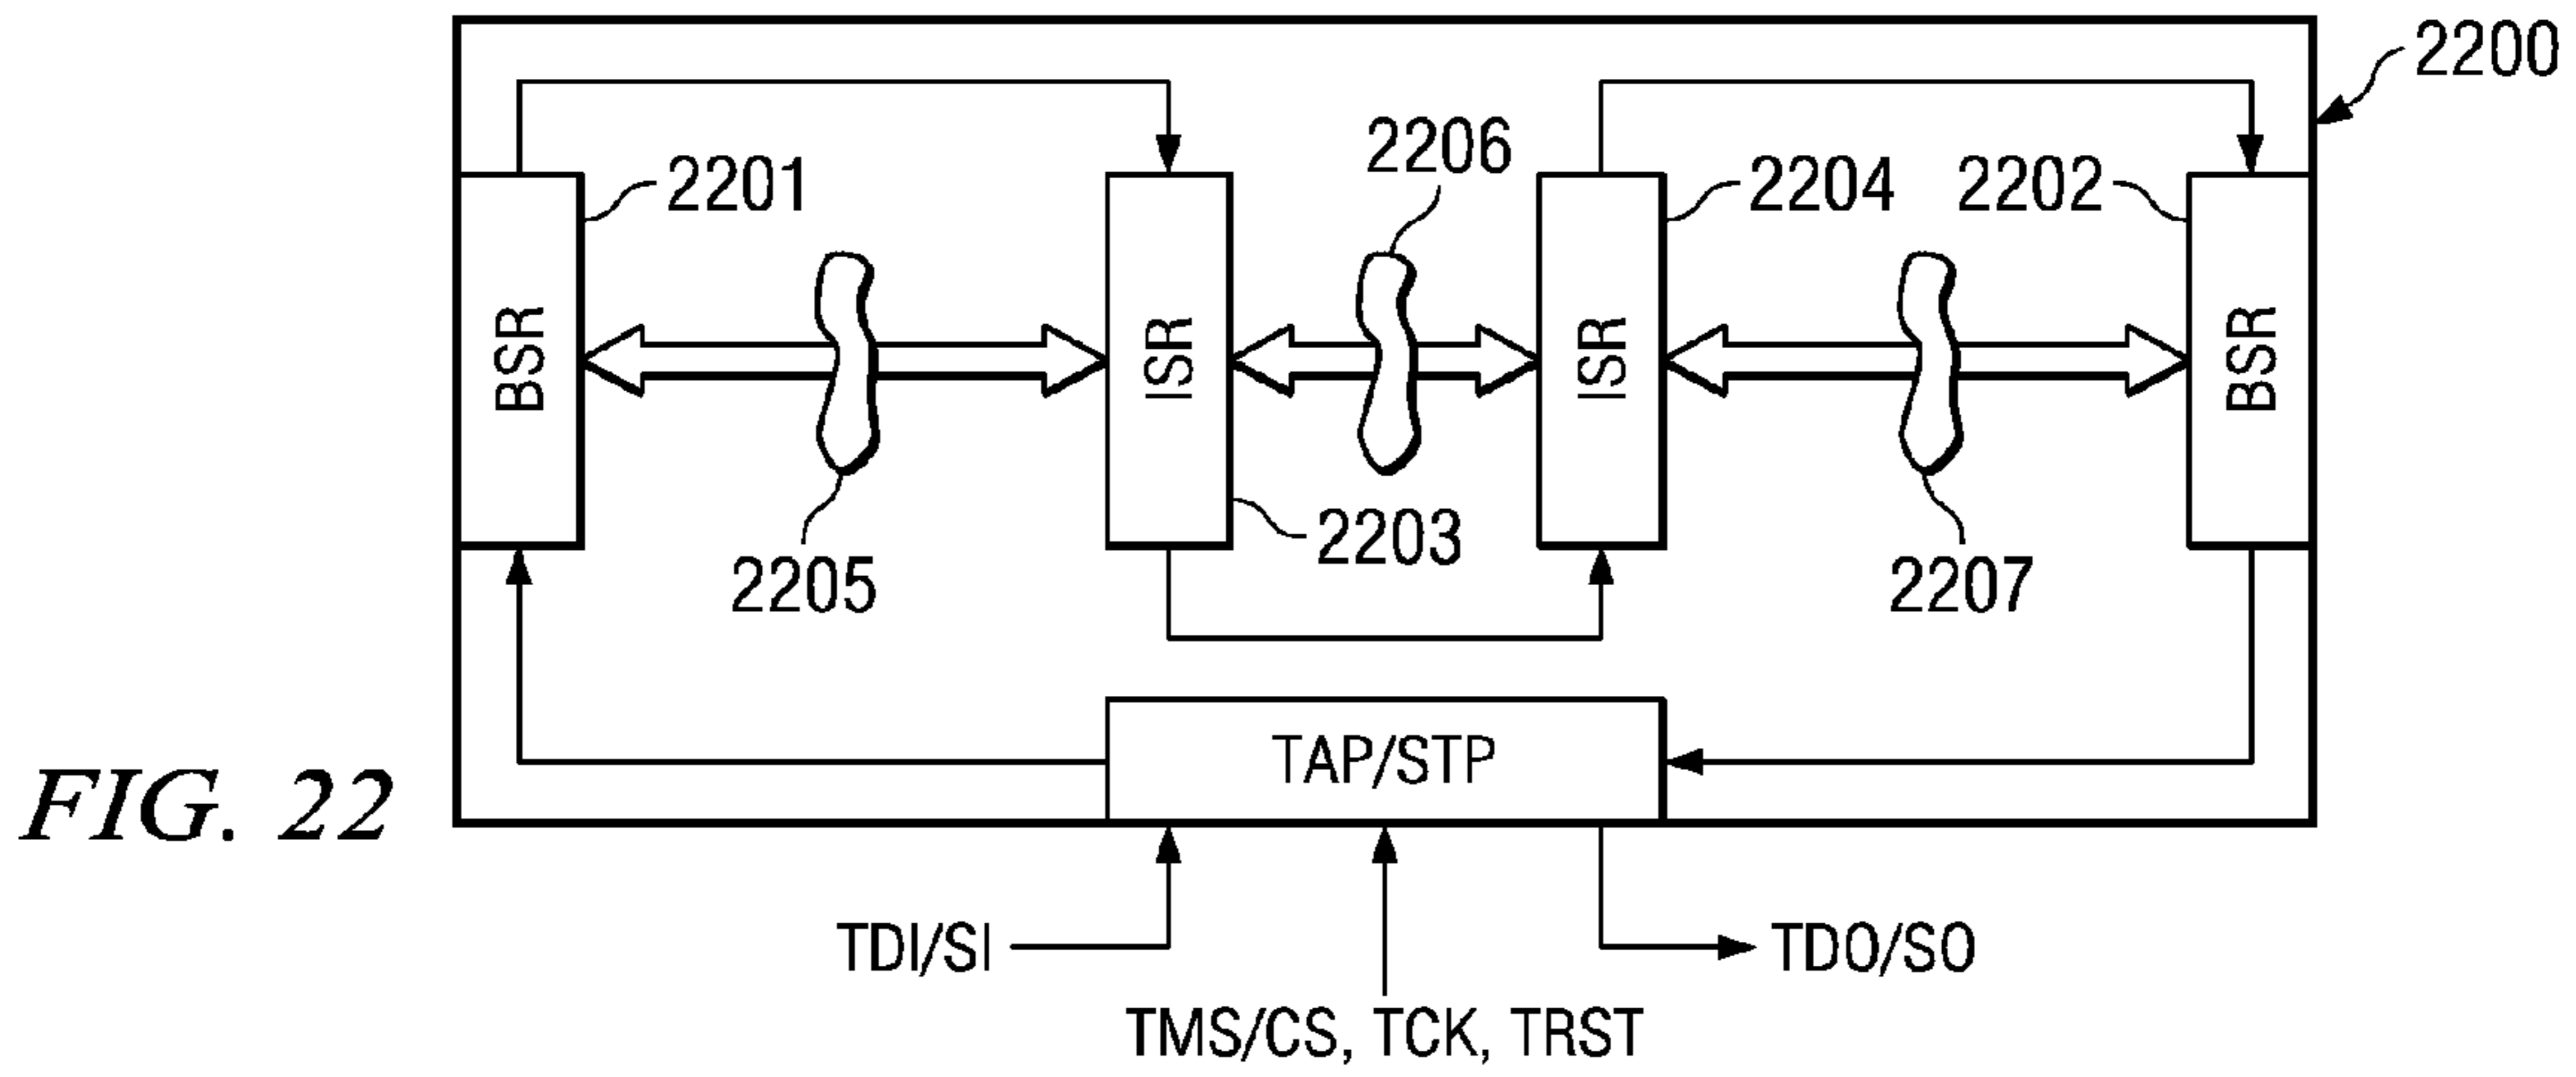 2200
2206
2201
2204
2202
BSR
ISR
ISR
BSR
2203
2205
2207
TAP/STP
FIG. 22
TDI/SI
TDO/SO
TMS/CS, TCK, TRST